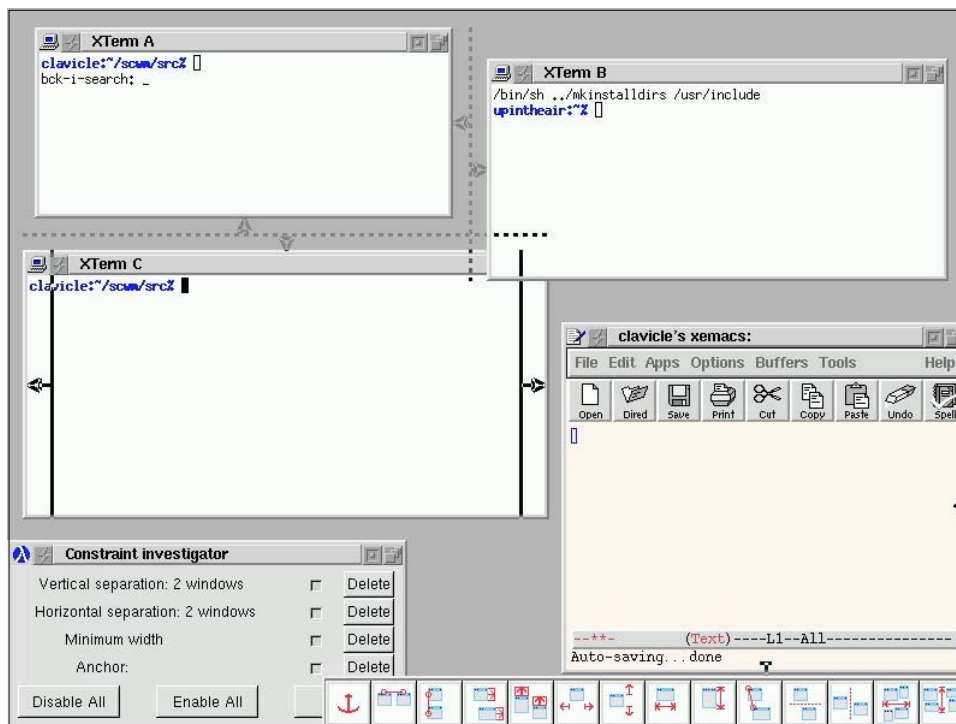 XTerm A
clavicle:~/scwm/src%
bck-i-search: _
XTerm B
/bin/sh ../mkinstalldirs /usr/include
upintheair:~%
XTerm C
clavicle:~/scwm/src%
clavicle's xemacs:
File Edit Apps Options Buffers Tools Help
Open Dired Save Print Cut Copy Paste Undo Spell
--**- (Text)----L1--All----------------
Auto-saving...done
Constraint investigator
Vertical separation: 2 windows Delete
Horizontal separation: 2 windows Delete
Minimum width Delete
Anchor: Delete
Disable All Enable All